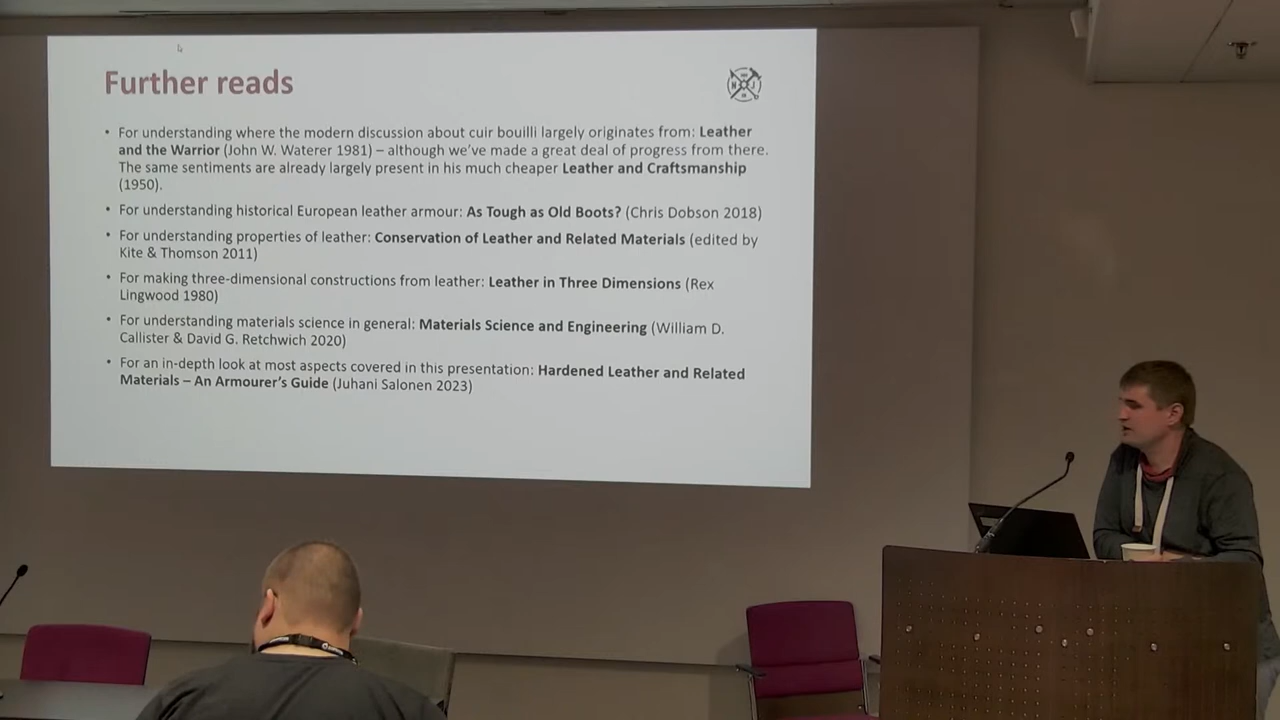 Further reads
• For understanding where the modern discussion about cuir bouilli largely originates from: Leather
and the Warrior (John W. Waterer 1981) – although we've made a great deal of progress from there.
The same sentiments are already largely present in his much cheaper Leather and Craftsmanship
(1950).
• For understanding historical European leather armour: As Tough as Old Boots? (Chris Dobson 2018)
• For understanding properties of leather: Conservation of Leather and Related Materials (edited by
Kite & Thomson 2011)
• For making three-dimensional constructions from leather: Leather in Three Dimensions (Rex
Lingwood 1980)
• For understanding materials science in general: Materials Science and Engineering (William D.
Callister & David G. Retchwich 2020)
• For an in-depth look at most aspects covered in this presentation: Hardened Leather and Related
Materials – An Armourer's Guide (Juhani Salonen 2023)